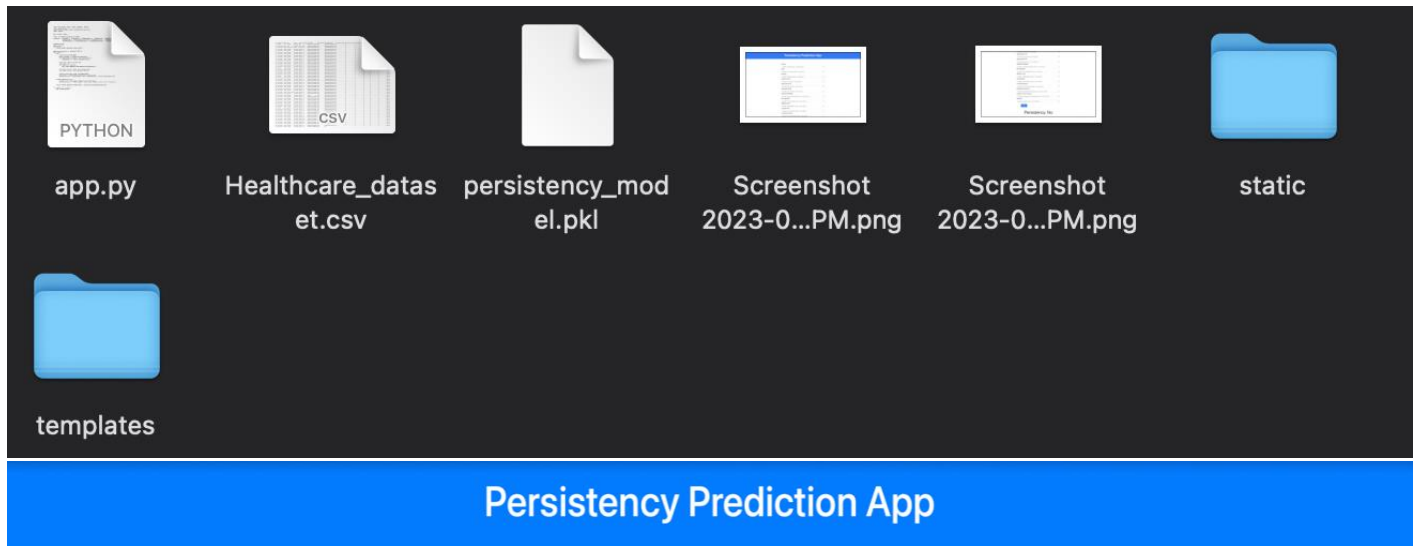 PYTHON
CSV
app.py
Healthcare_datas
et.csv
persistency_mod
el.pkl
Screenshot
2023-0...PM.png
Screenshot
2023-0...PM.png
static
templates
Persistency Prediction App